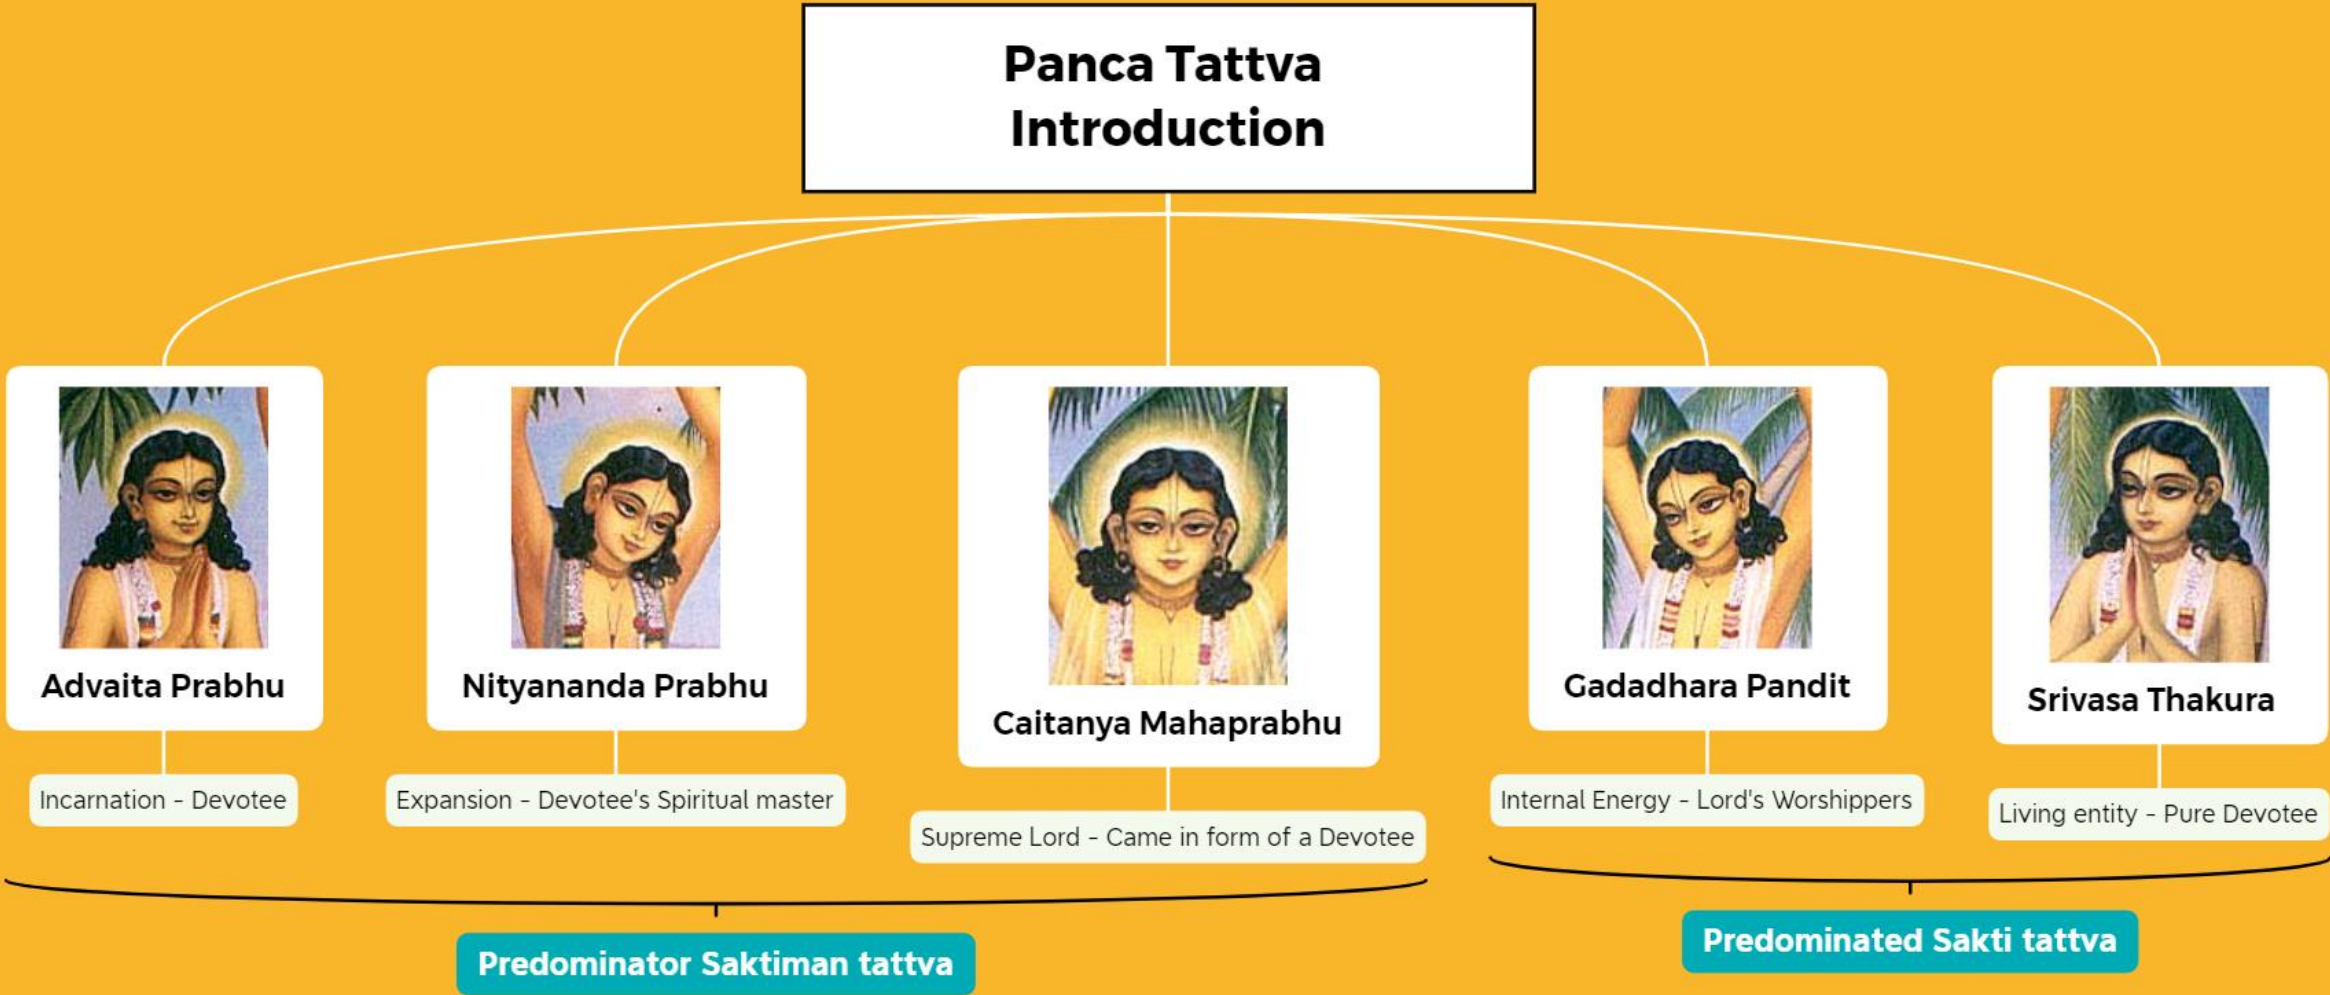 Panca Tattva
Introduction
Advaita Prabhu
Nityananda Prabhu
Caitanya Mahaprabhu
Gadadhara Pandit
Srivasa Thakura
Incarnation - Devotee
Expansion - Devotee's Spiritual master
Supreme Lord - Came in form of a Devotee
Internal Energy - Lord's Worshippers
Living entity - Pure Devotee
Predominator Saktiman tattva
Predominated Sakti tattva